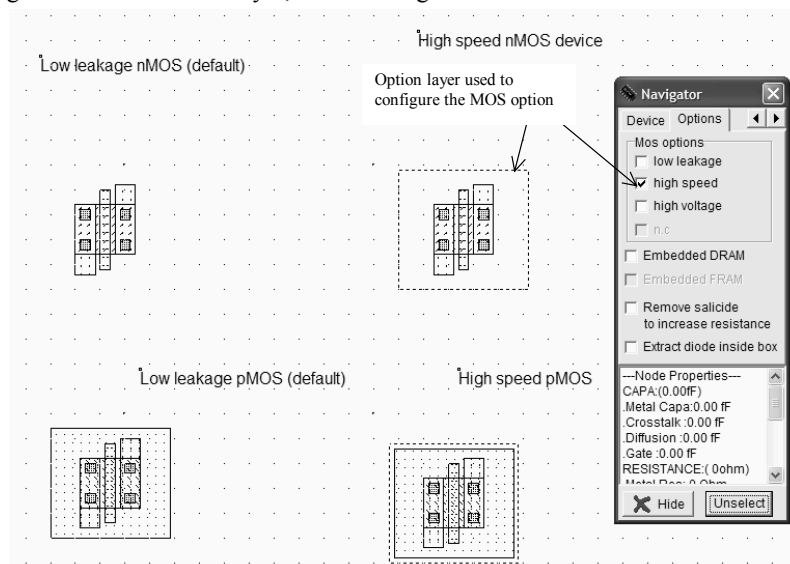 High speed nMOS device
Low leakage nMOS (default)
Option layer used to
configure the MOS option
Navigator
Device Options
Mos options
low leakage
high speed
high voltage
n.c
Embedded DRAM
Embedded FRAM
Remove salicide
to increase resistance
Extract diode inside box
Low leakage pMOS (default)
High speed pMOS
---Node Properties---
CAPA:(0.00fF)
.Metal Capa:0.00 fF
.Crosstalk :0.00 fF
.Diffusion :0.00 fF
.Gate :0.00 fF
RESISTANCE:( 0ohm)
Hide Unselect